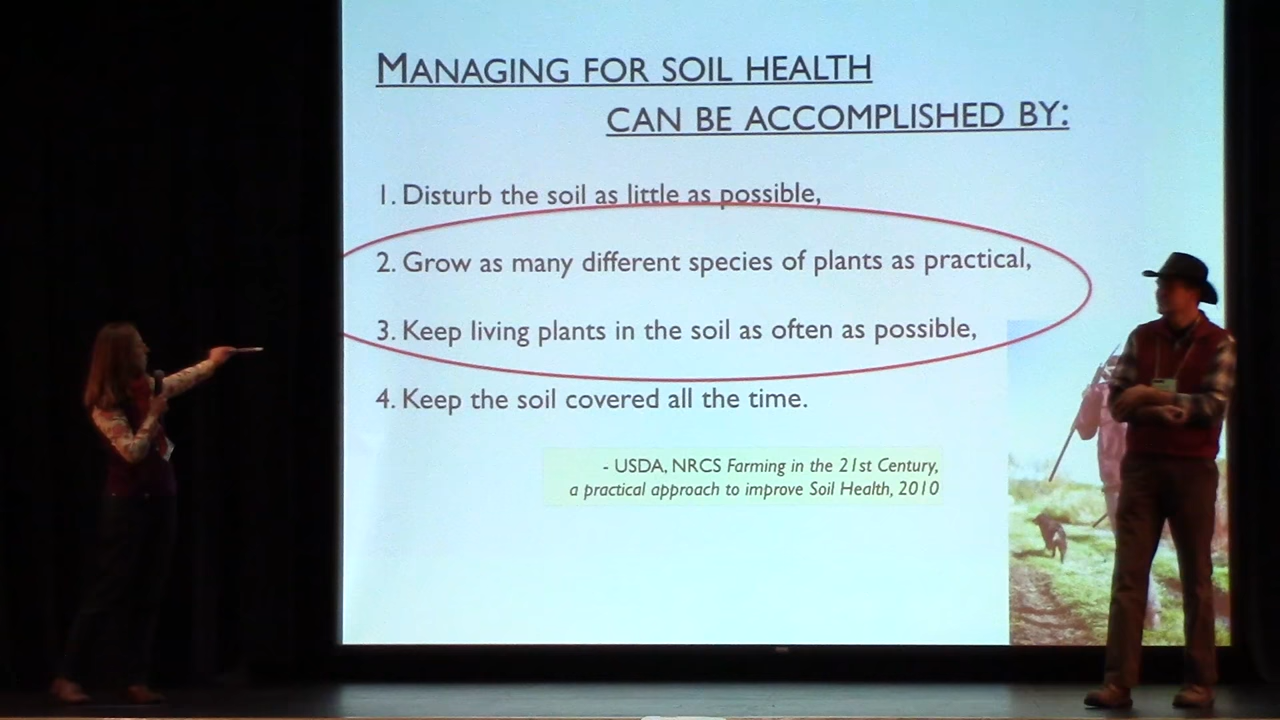 MANAGING FOR SOIL HEALTH
CAN BE ACCOMPLISHED BY:
1. Disturb the soil as little as possible,
2. Grow as many different species of plants as practical,
3. Keep living plants in the soil as often as possible,
4. Keep the soil covered all the time.
- USDA, NRCS Farming in the 21st Century,
a practical approach to improve Soil Health, 2010